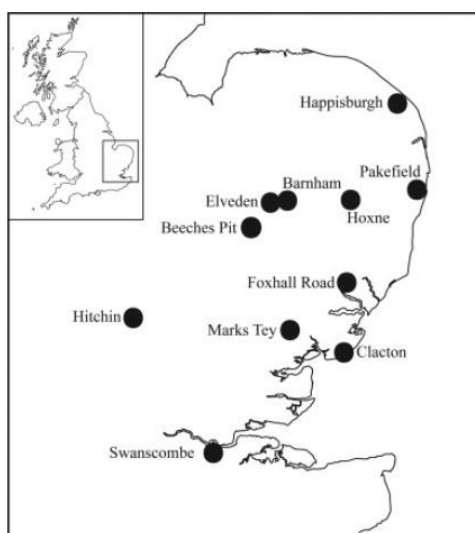 Happisburgh
Pakefield
Barnham
Elveden
Hoxne
Beeches Pit
Foxhall Road
Hitchin
Marks Tey
Clacton
Swanscombe